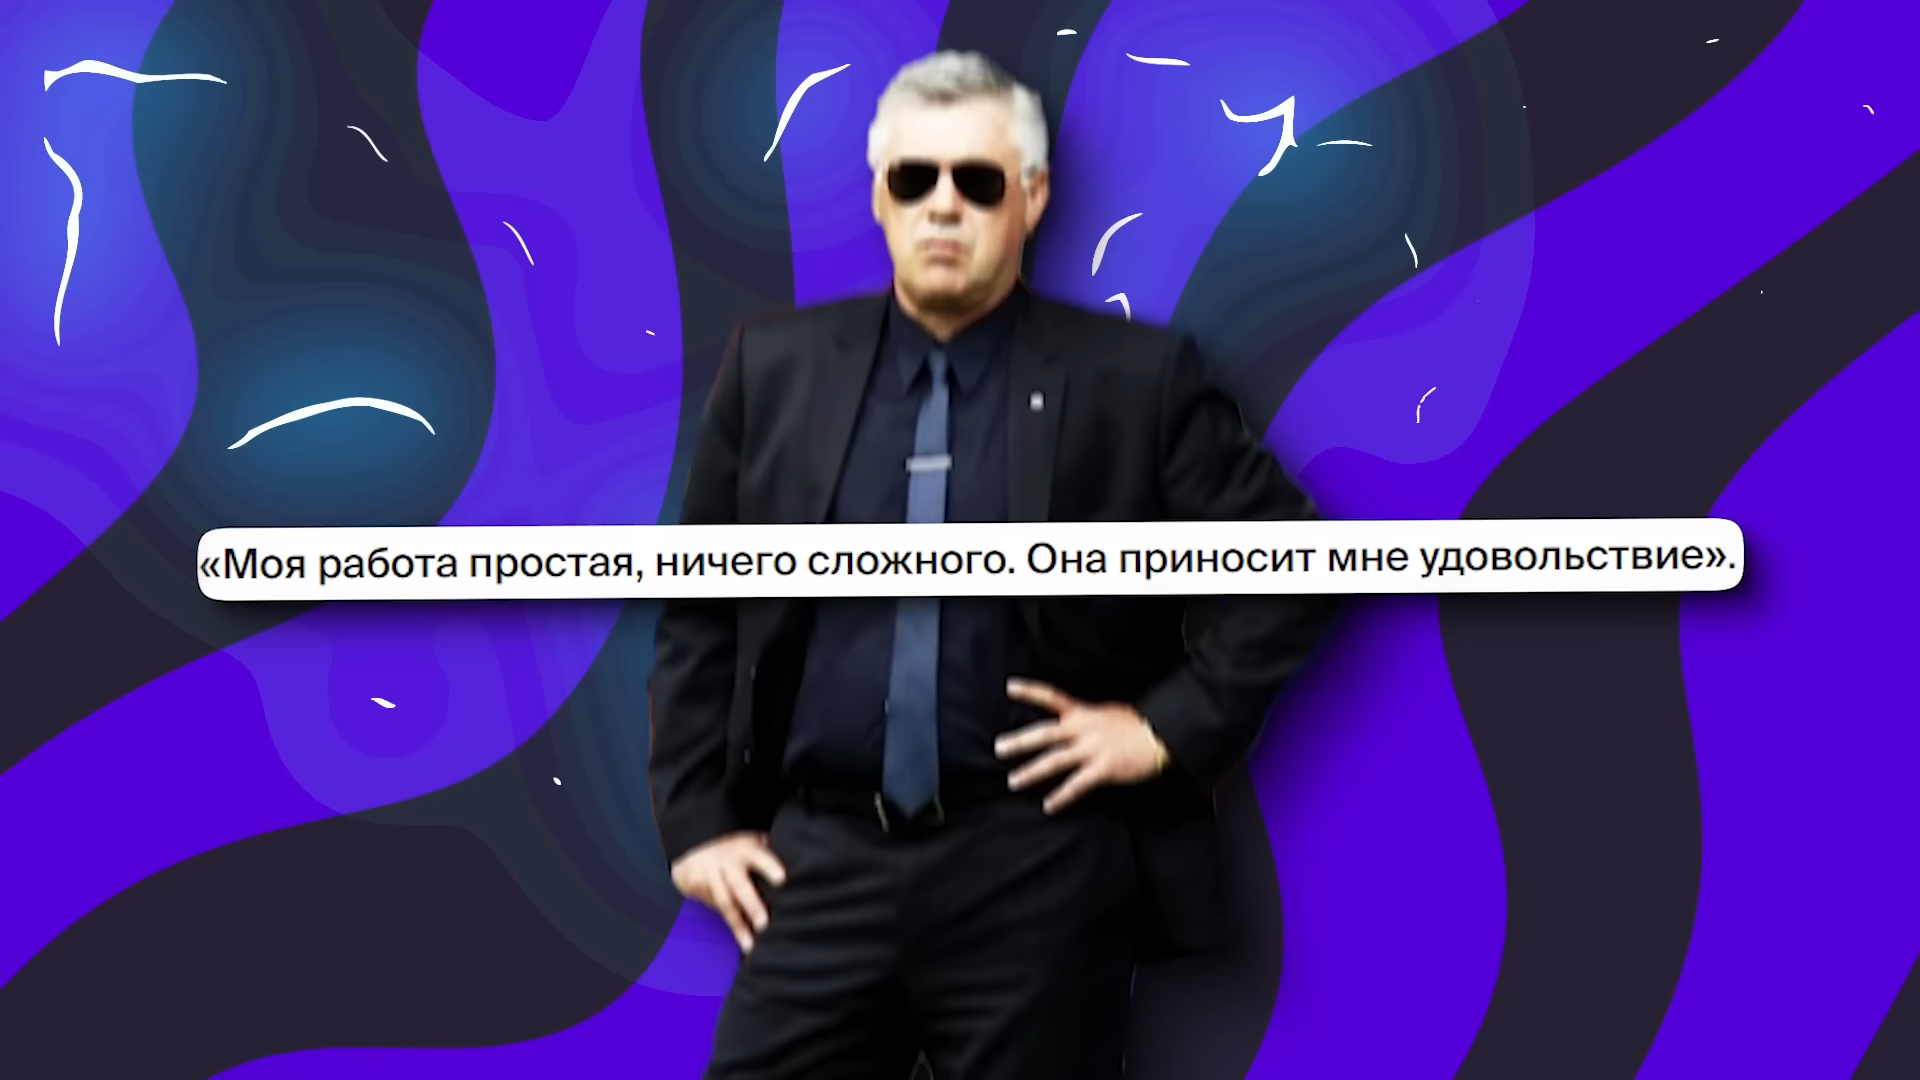 «Моя работа простая, ничего сложного. Она приносит мне удовольствие».